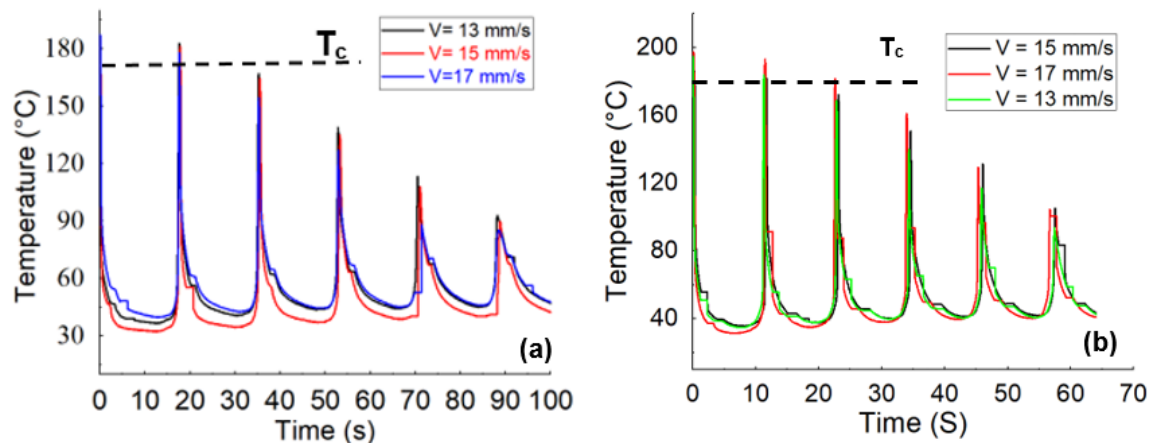 T_c
V= 13 mm/s
V= 15 mm/s
V=17 mm/s
180
150
120
90
60
30
Temperature (°C)
0 10 20 30 40 50 60 70 80 90 100
Time (s)
(a)
T_c
V = 15 mm/s
V = 17 mm/s
V = 13 mm/s
200
160
120
80
40
Temperature (°C)
0 10 20 30 40 50 60 70
Time (S)
(b)